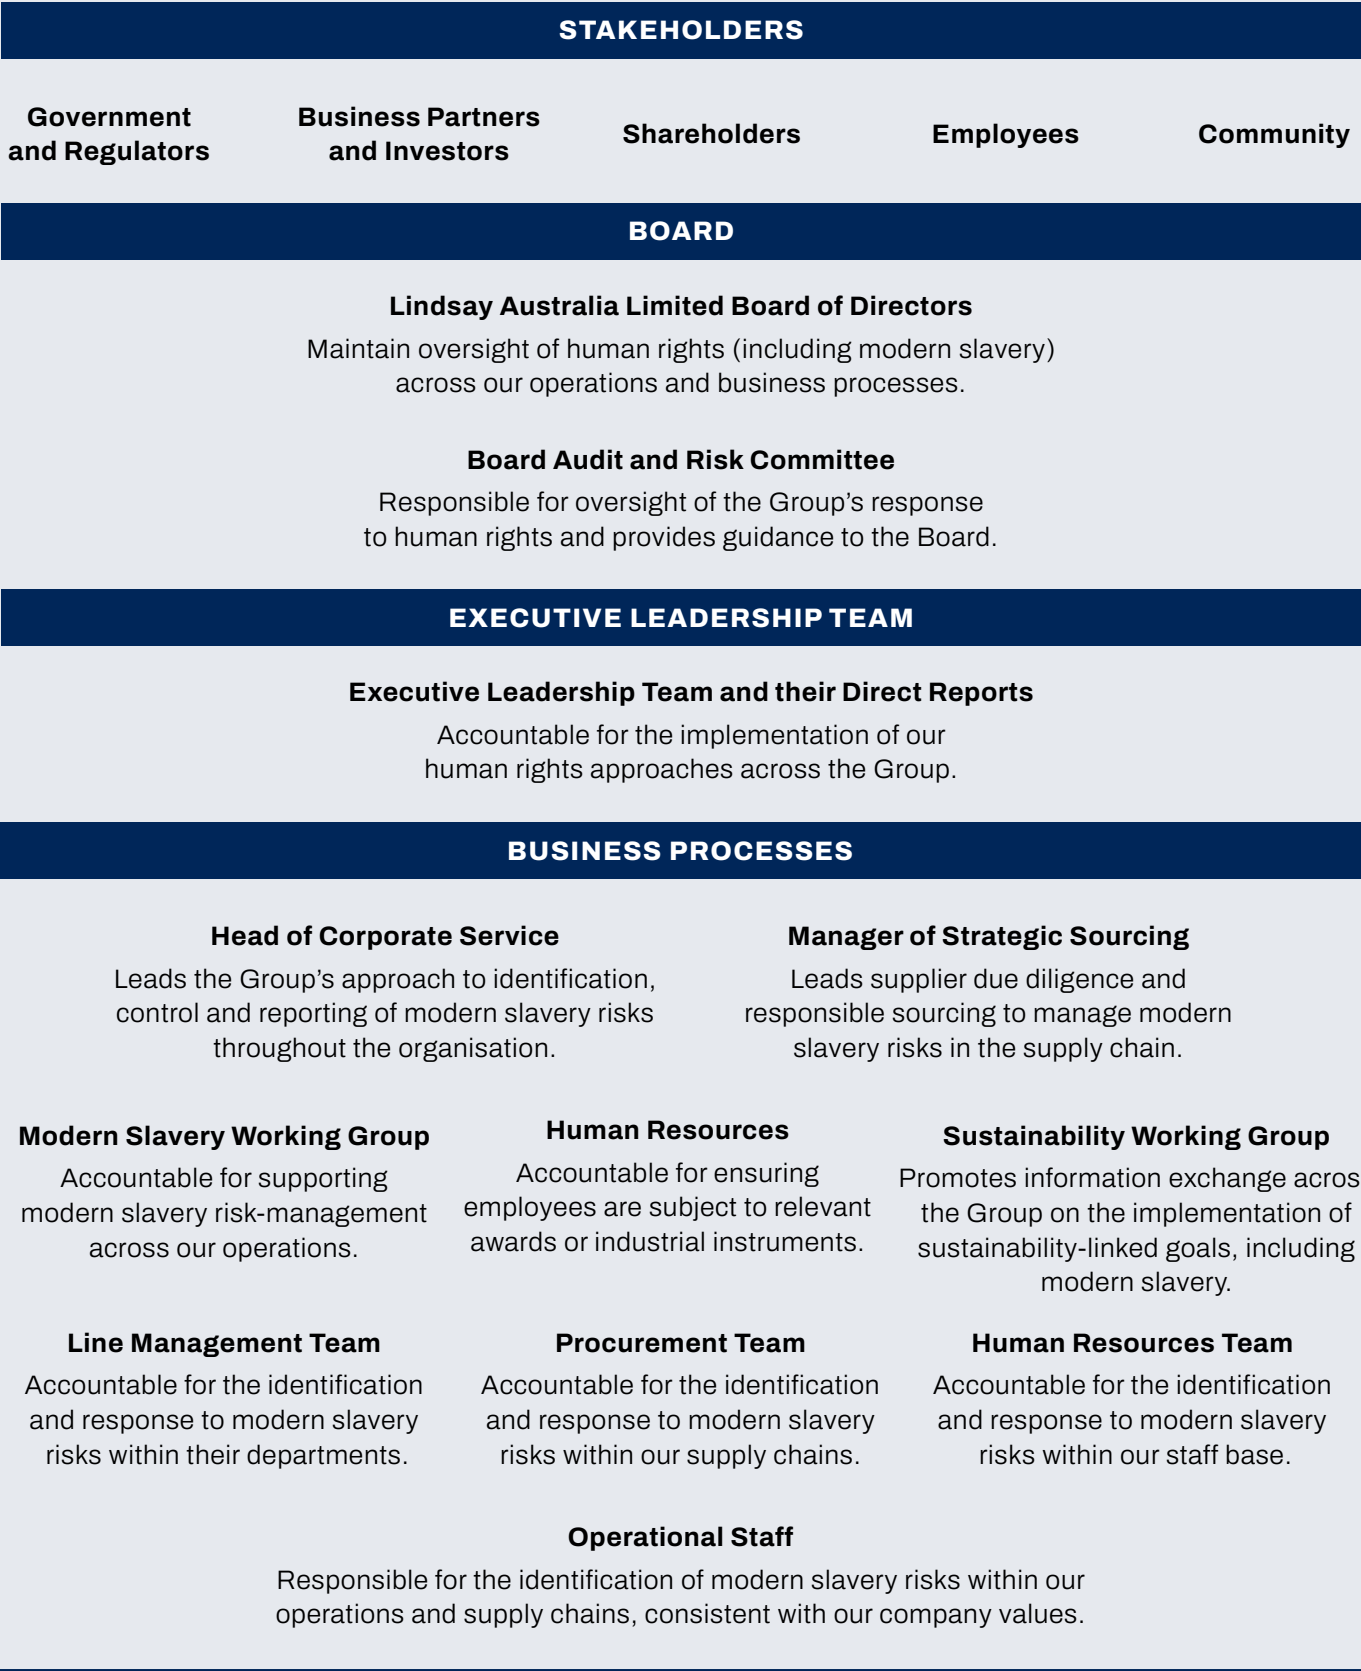 STAKEHOLDERS
Government
and Regulators
Business Partners
and Investors
Shareholders
Employees
Community
BOARD
Lindsay Australia Limited Board of Directors
Maintain oversight of human rights (including modern slavery)
across our operations and business processes.
Board Audit and Risk Committee
Responsible for oversight of the Group’s response
to human rights and provides guidance to the Board.
EXECUTIVE LEADERSHIP TEAM
Executive Leadership Team and their Direct Reports
Accountable for the implementation of our
human rights approaches across the Group.
BUSINESS PROCESSES
Head of Corporate Service
Leads the Group’s approach to identification,
control and reporting of modern slavery risks
throughout the organisation.
Manager of Strategic Sourcing
Leads supplier due diligence and
responsible sourcing to manage modern
slavery risks in the supply chain.
Modern Slavery Working Group
Accountable for supporting
modern slavery risk-management
across our operations.
Human Resources
Accountable for ensuring
employees are subject to relevant
awards or industrial instruments.
Sustainability Working Group
Promotes information exchange acros
the Group on the implementation of
sustainability-linked goals, including
modern slavery.
Line Management Team
Accountable for the identification
and response to modern slavery
risks within their departments.
Procurement Team
Accountable for the identification
and response to modern slavery
risks within our supply chains.
Human Resources Team
Accountable for the identification
and response to modern slavery
risks within our staff base.
Operational Staff
Responsible for the identification of modern slavery risks within our
operations and supply chains, consistent with our company values.